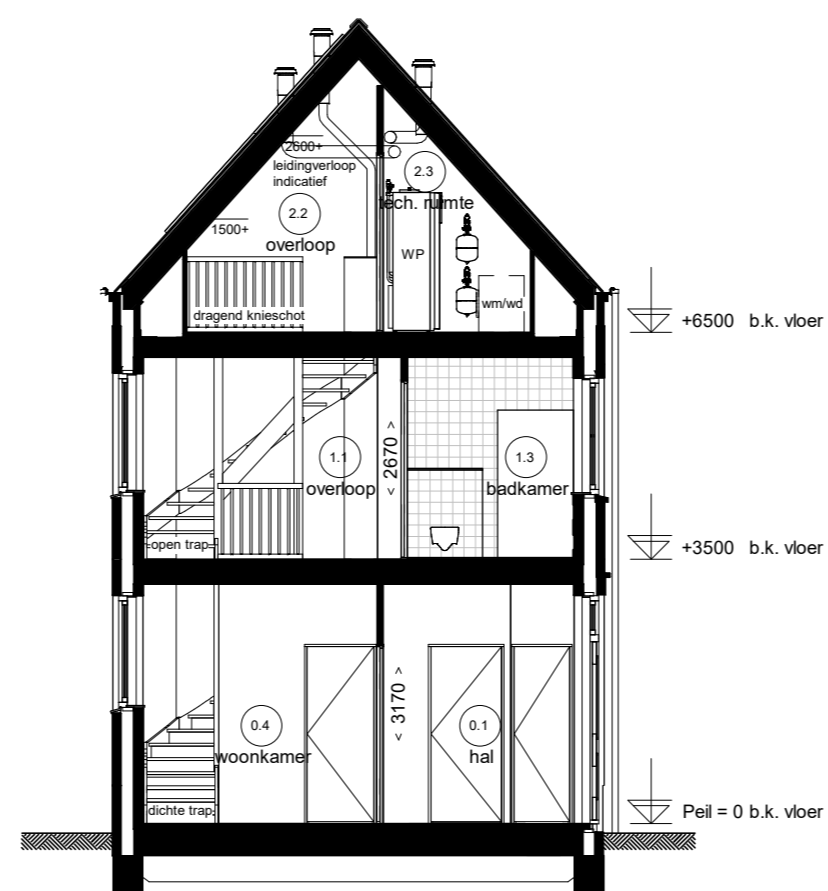 2600+
leidingverloop
indicatief
2.3
tech. ruimte
2.2
1500+
overloop
WP
wm/wd
dragend knieschot
+6500 b.k. vloer
1.1
overloop
< 2670 >
1.3
badkamer
open trap
+3500 b.k. vloer
0.4
woonkamer
< 3170 >
0.1
hal
dichte trap
Peil = 0 b.k. vloer